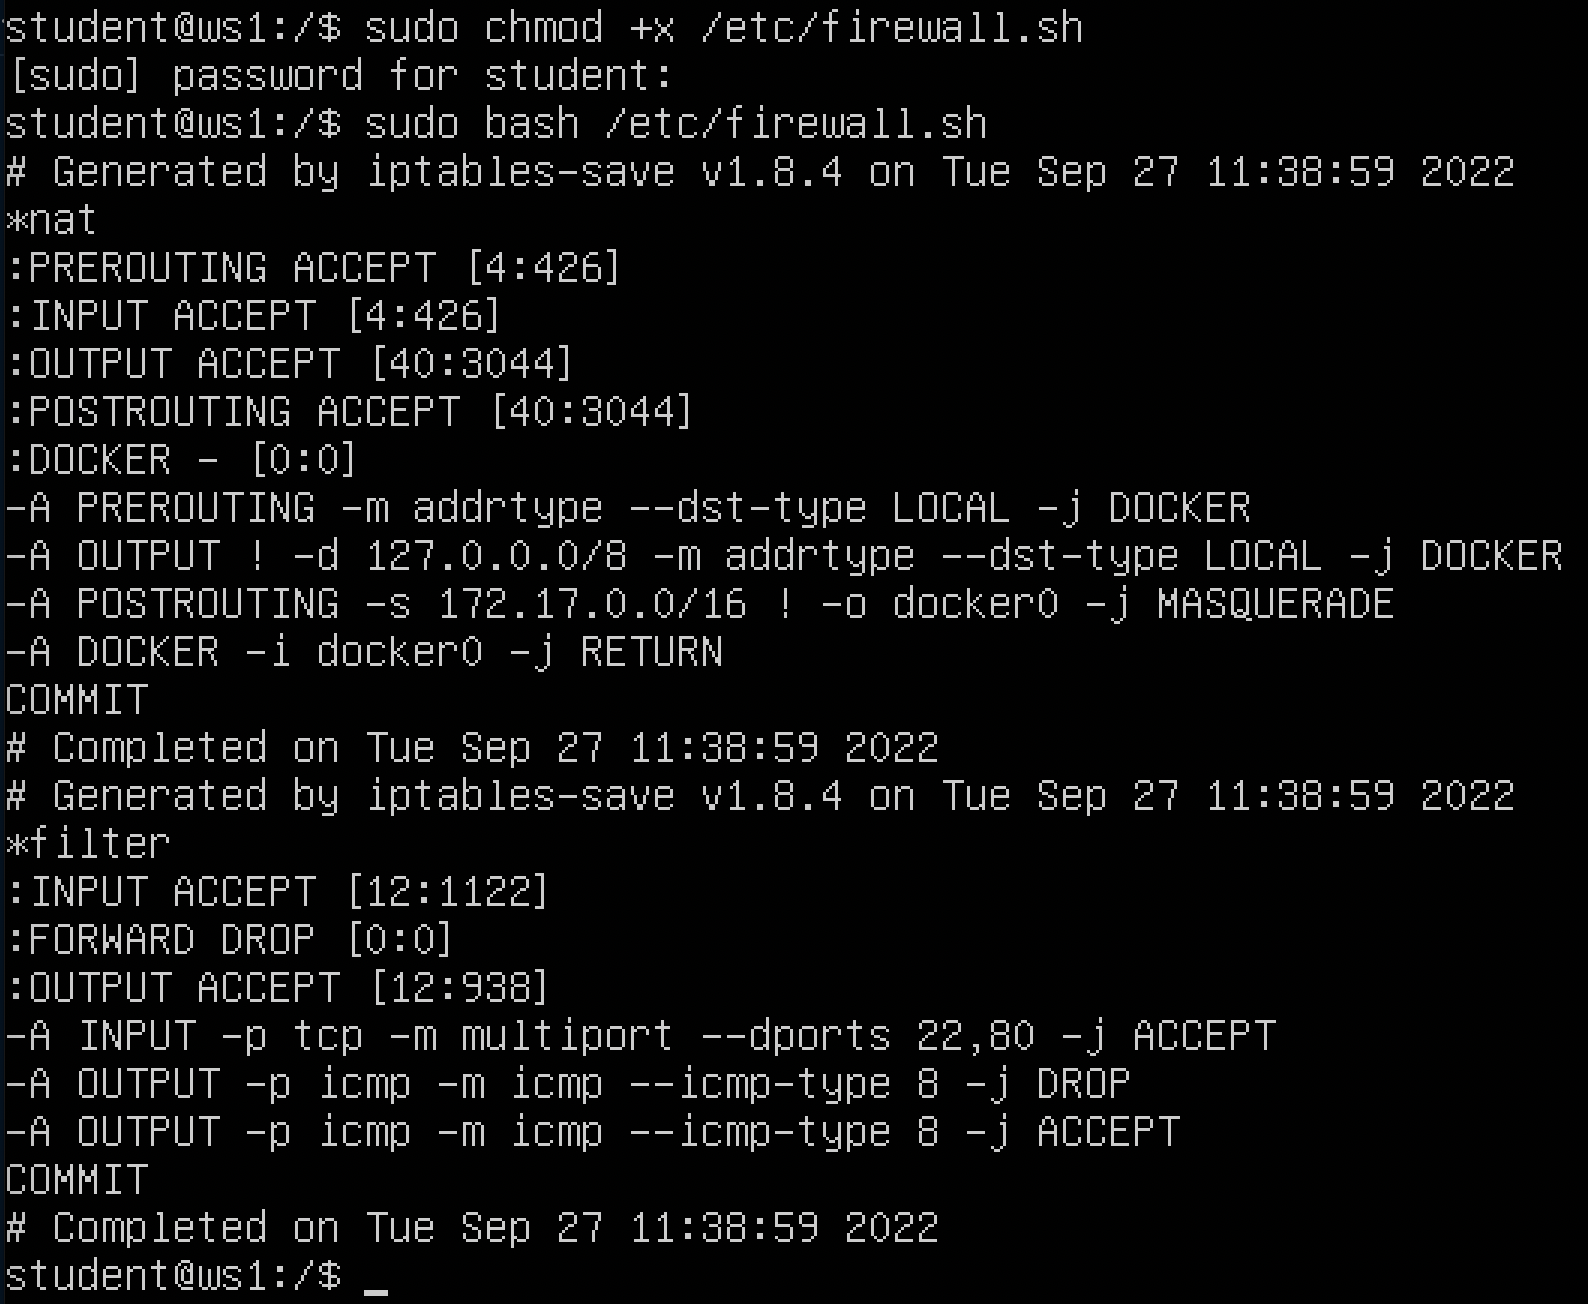 student@ws1:/$ sudo chmod +x /etc/firewall.sh
[sudo] password for student:
student@ws1:/$ sudo bash /etc/firewall.sh
# Generated by iptables-save v1.8.4 on Tue Sep 27 11:38:59 2022
*nat
:PREROUTING ACCEPT [4:426]
:INPUT ACCEPT [4:426]
:OUTPUT ACCEPT [40:3044]
:POSTROUTING ACCEPT [40:3044]
:DOCKER - [0:0]
-A PREROUTING -m addrtype --dst-type LOCAL -j DOCKER
-A OUTPUT ! -d 127.0.0.0/8 -m addrtype --dst-type LOCAL -j DOCKER
-A POSTROUTING -s 172.17.0.0/16 ! -o docker0 -j MASQUERADE
-A DOCKER -i docker0 -j RETURN
COMMIT
# Completed on Tue Sep 27 11:38:59 2022
# Generated by iptables-save v1.8.4 on Tue Sep 27 11:38:59 2022
*filter
:INPUT ACCEPT [12:1122]
:FORWARD DROP [0:0]
:OUTPUT ACCEPT [12:938]
-A INPUT -p tcp -m multiport --dports 22,80 -j ACCEPT
-A OUTPUT -p icmp -m icmp --icmp-type 8 -j DROP
-A OUTPUT -p icmp -m icmp --icmp-type 8 -j ACCEPT
COMMIT
# Completed on Tue Sep 27 11:38:59 2022
student@ws1:/$ _